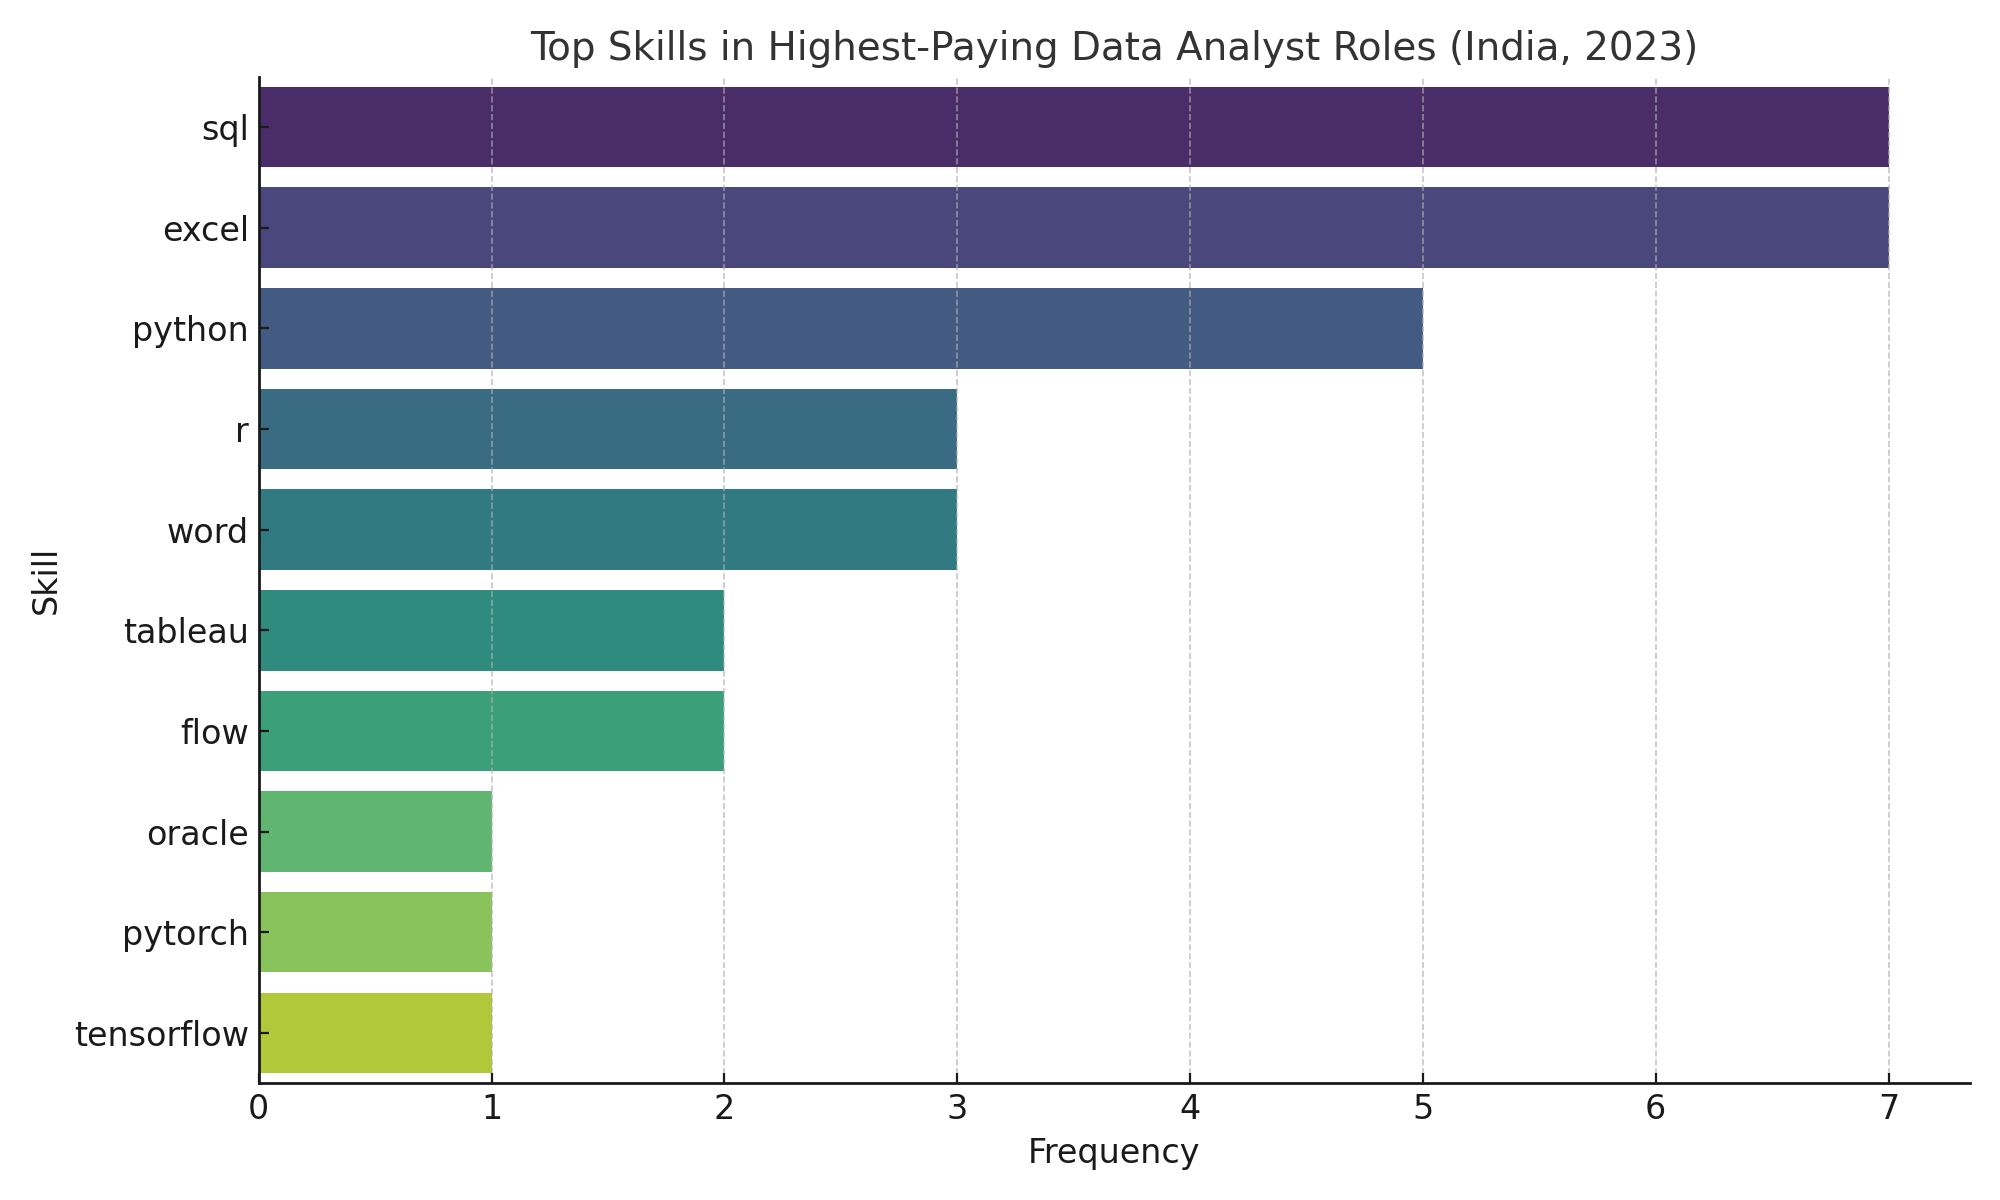 Top Skills in Highest-Paying Data Analyst Roles (India, 2023)
sql
excel
python
r
word
tableau
flow
oracle
pytorch
tensorflow
Skill
0 1 2 3 4 5 6 7
Frequency